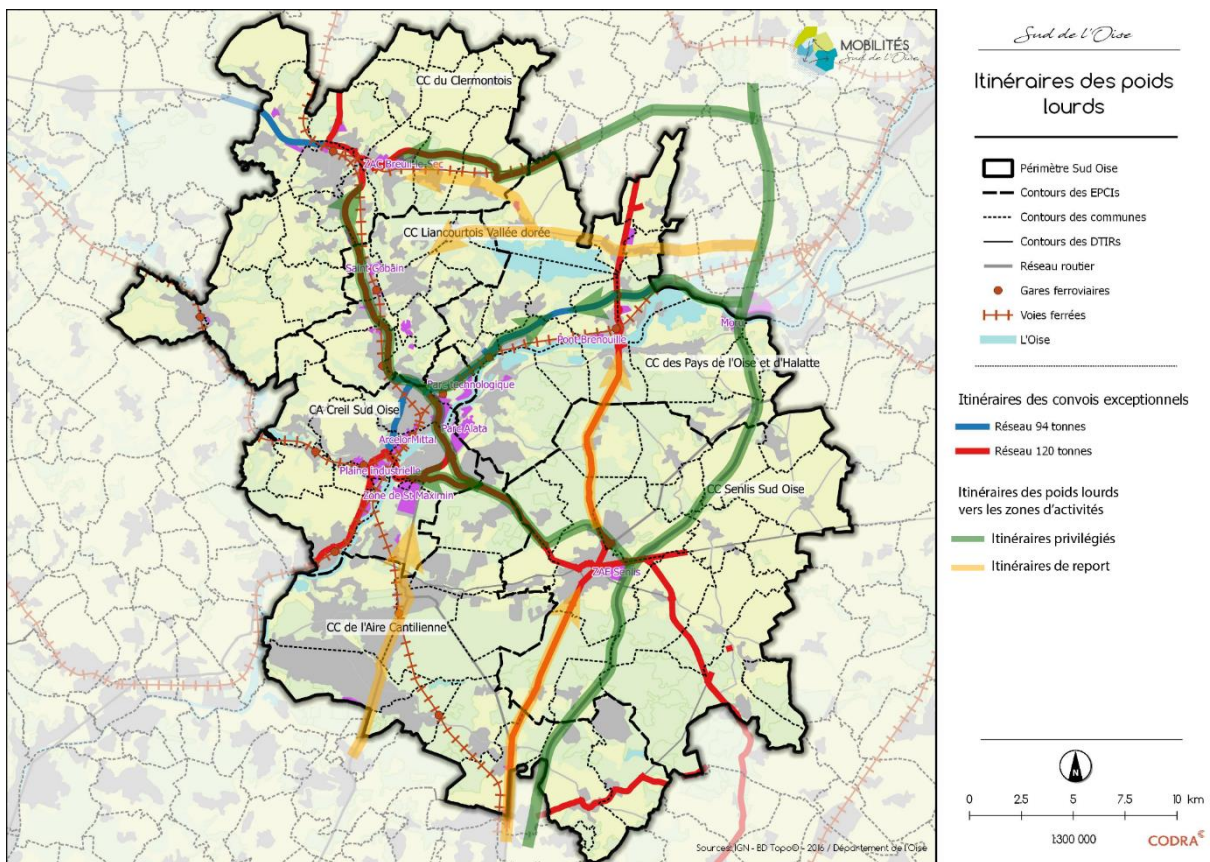 MOBILITÉS
Sud de l'Oise
CC du Clermontois
ZAC Breuil-le-Sec
CC Liancourtois Vallée dorée
Saint Gobain
Pont-Brenouille
CC des Pays de l'Oise et d'Halatte
Parc technologique
CA Creil Sud Oise
Parc Alata
ArcelorMittal
Plaine industrielle
Zone de St Maximin
CC Senlis Sud Oise
ZAE Senlis
CC de l'Aire Cantilienne
Sources: IGN - BD Topo© - 2016 / Département de l'Oise
Sud de l'Oise
Itinéraires des poids
lourds
Périmètre Sud Oise
Contours des EPCIs
Contours des communes
Contours des DTIRs
Réseau routier
Gares ferroviaires
Voies ferrées
L'Oise
Itinéraires des convois exceptionnels
Réseau 94 tonnes
Réseau 120 tonnes
Itinéraires des poids lourds
vers les zones d'activités
Itinéraires privilégiés
Itinéraires de report
N
0 2.5 5 7.5 10 km
1:300 000
CODRA